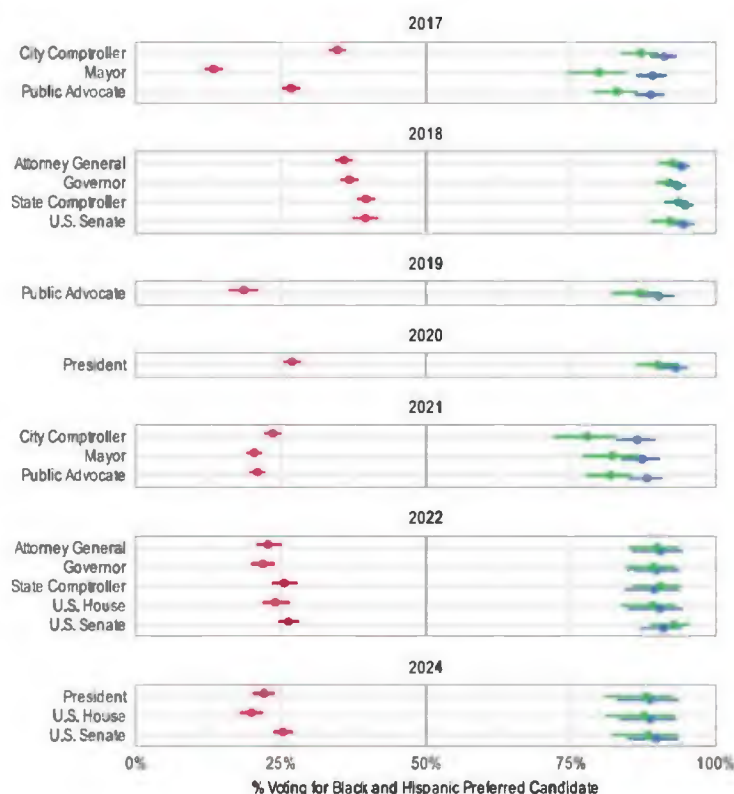 2017
City Comptroller
Mayor
Public Advocate
2018
Attorney General
Governor
State Comptroller
U.S. Senate
2019
Public Advocate
2020
President
2021
City Comptroller
Mayor
Public Advocate
2022
Attorney General
Governor
State Comptroller
U.S. House
U.S. Senate
2024
President
U.S. House
U.S. Senate
0% 25% 50% 75% 100%
% Voting for Black and Hispanic Preferred Candidate